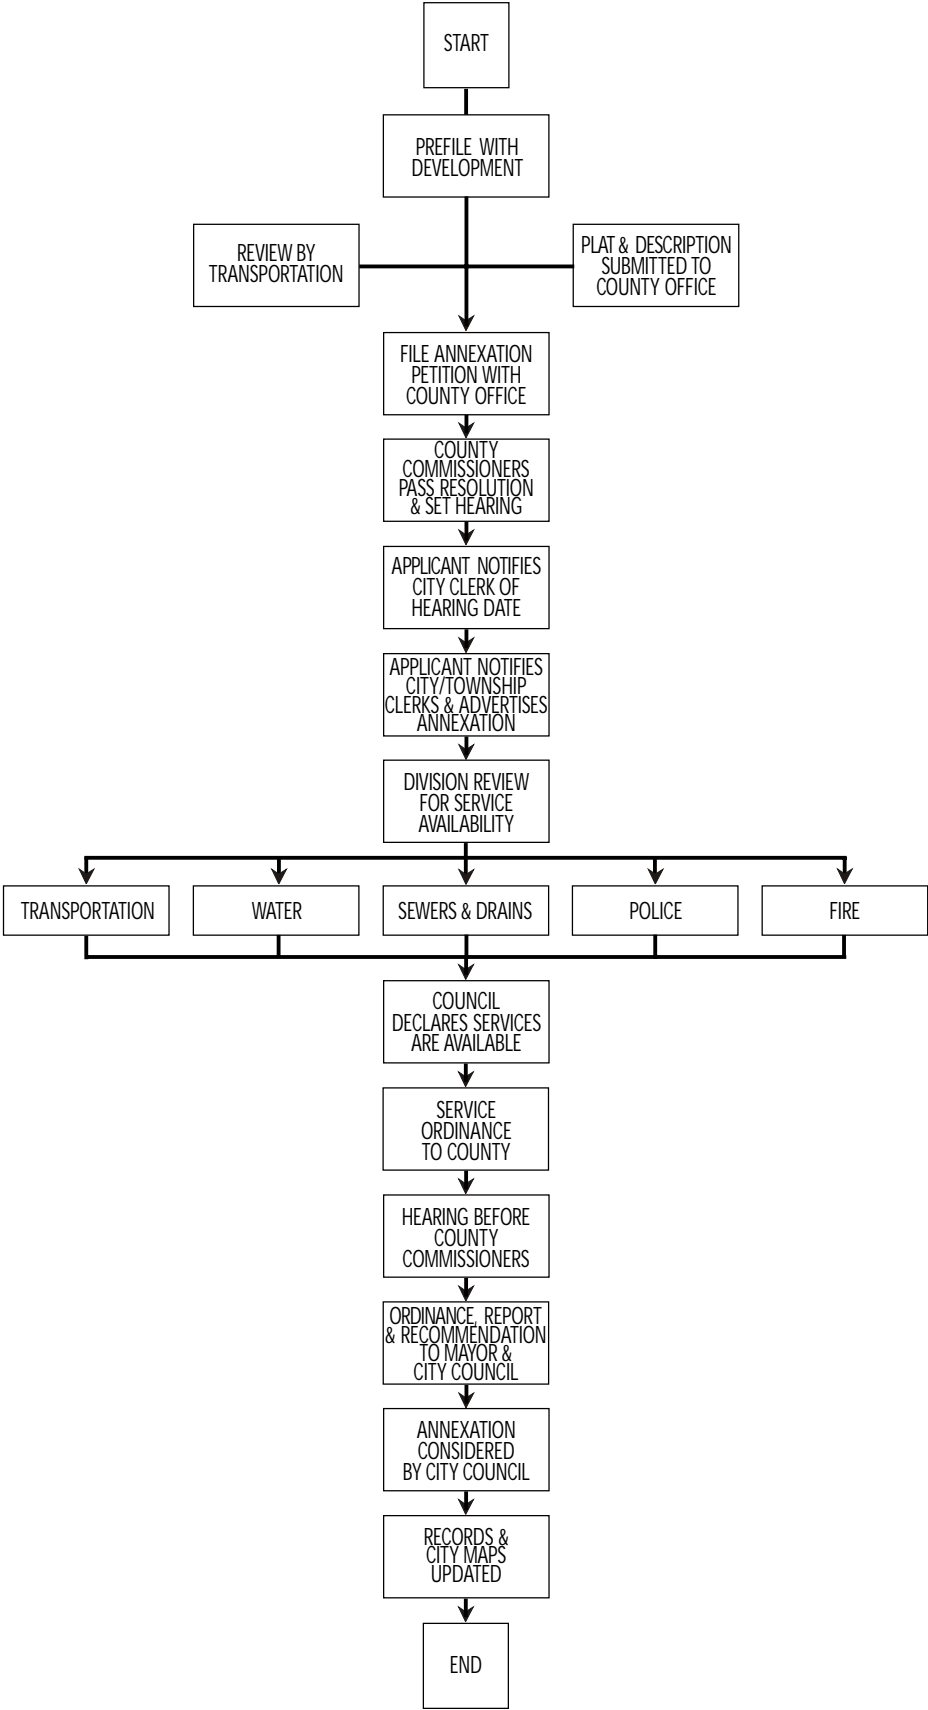 START
PREFILE WITH
DEVELOPMENT
REVIEW BY
TRANSPORTATION
PLAT & DESCRIPTION
SUBMITTED TO
COUNTY OFFICE
FILE ANNEXATION
PETITION WITH
COUNTY OFFICE
COUNTY
COMMISSIONERS
PASS RESOLUTION
& SET HEARING
APPLICANT NOTIFIES
CITY CLERK OF
HEARING DATE
APPLICANT NOTIFIES
CITY/TOWNSHIP
CLERKS & ADVERTISES
ANNEXATION
DIVISION REVIEW
FOR SERVICE
AVAILABILITY
TRANSPORTATION
WATER
SEWERS & DRAINS
POLICE
FIRE
COUNCIL
DECLARES SERVICES
ARE AVAILABLE
SERVICE
ORDINANCE
TO COUNTY
HEARING BEFORE
COUNTY
COMMISSIONERS
ORDINANCE, REPORT
& RECOMMENDATION
TO MAYOR &
CITY COUNCIL
ANNEXATION
CONSIDERED
BY CITY COUNCIL
RECORDS &
CITY MAPS
UPDATED
END